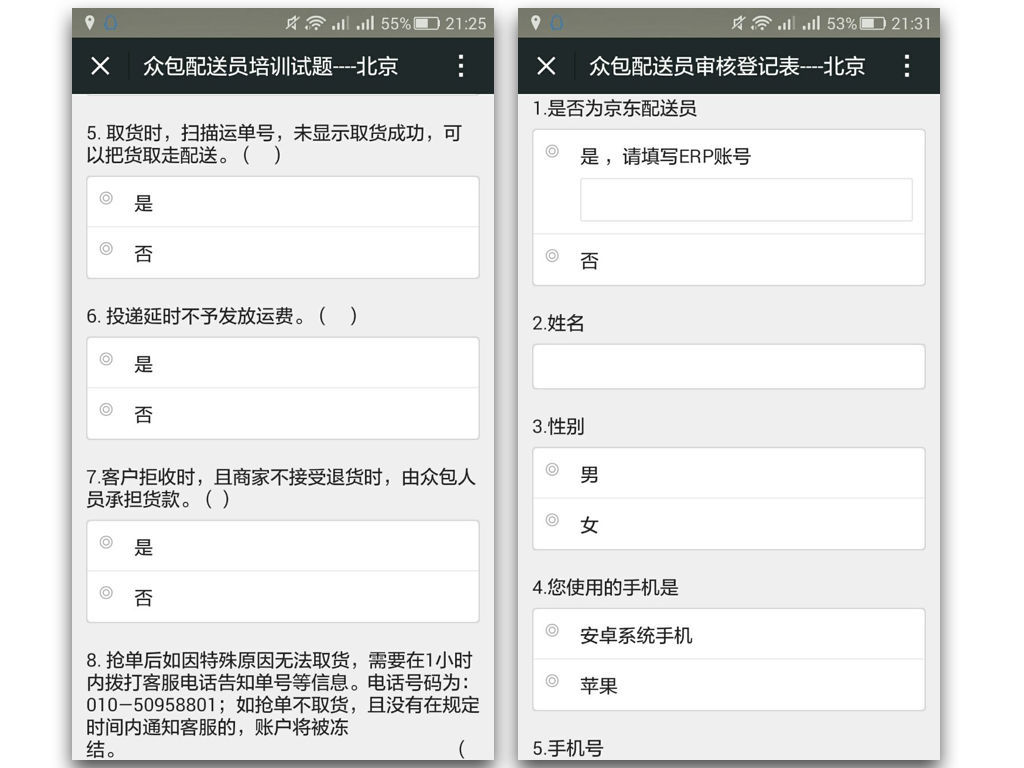 55% 21:25
众包配送员培训试题----北京
5. 取货时，扫描运单号，未显示取货成功，可
以把货取走配送。（　）
是
否
6. 投递延时不予发放运费。（　）
是
否
7.客户拒收时，且商家不接受退货时，由众包人
员承担货款。（ ）
是
否
8. 抢单后如因特殊原因无法取货，需要在1小时
内拨打客服电话告知单号等信息。电话号码为：
010－50958801；如抢单不取货，且没有在规定
时间内通知客服的，账户将被冻
结。（
53% 21:31
众包配送员审核登记表----北京
1.是否为京东配送员
是 ，请填写ERP账号
否
2.姓名
3.性别
男
女
4.您使用的手机是
安卓系统手机
苹果
5.手机号